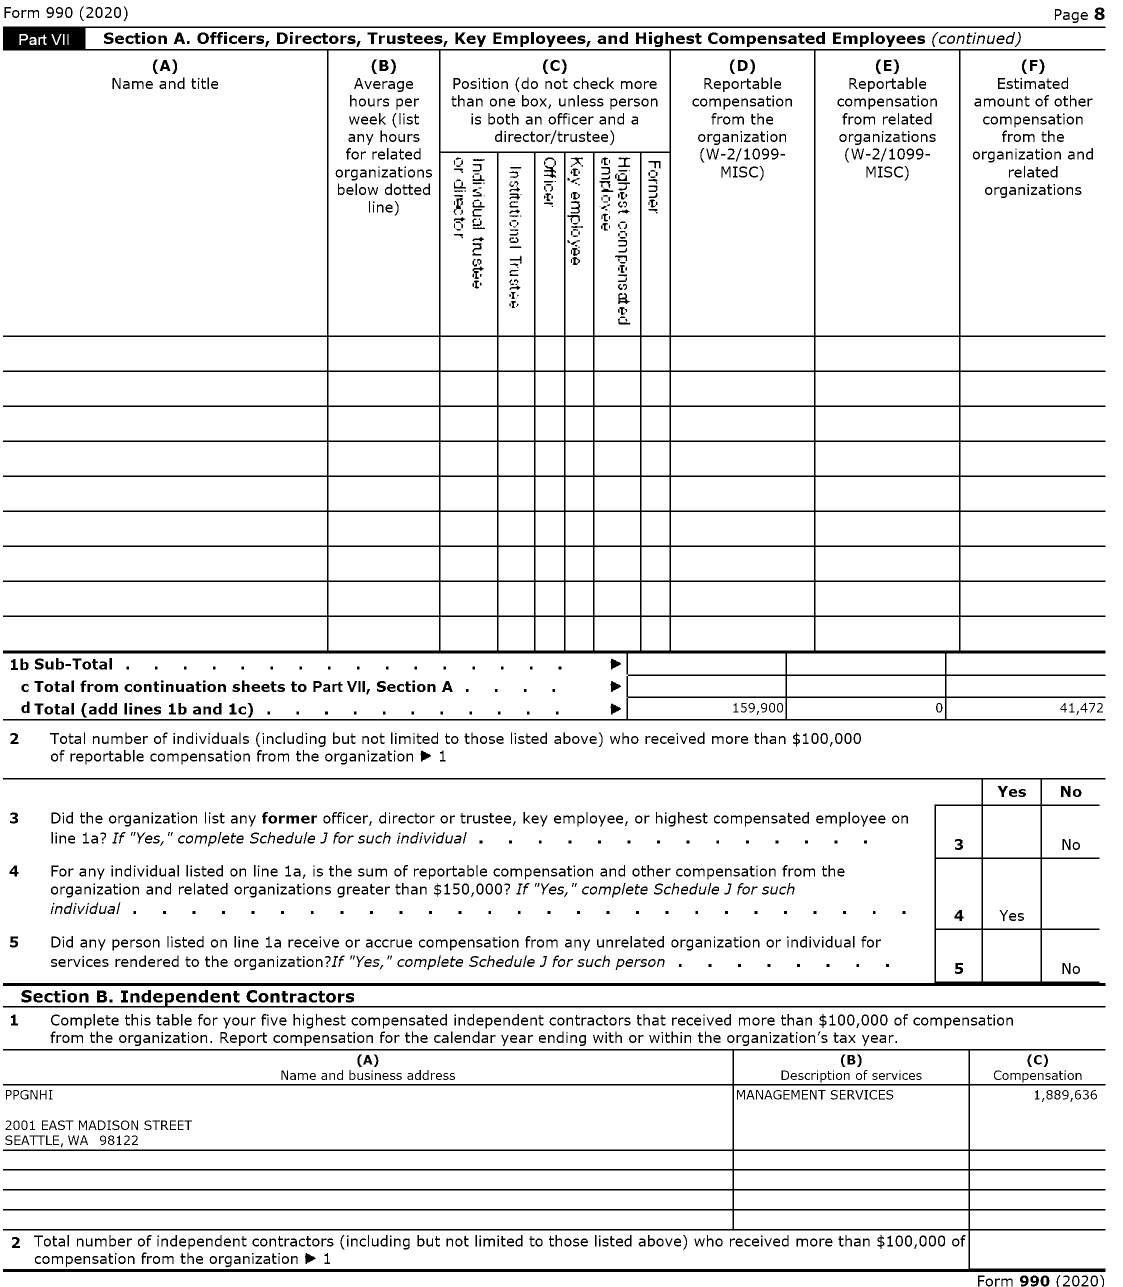 Form 990 (2020) Page 8
Part VII Section A. Officers, Directors, Trustees, Key Employees, and Highest Compensated Employees (continued)
(A)
Name and title
(B)
Average
hours per
week (list
any hours
for related
organizations
below dotted
line)
(C)
Position (do not check more
than one box, unless person
is both an officer and a
director/trustee)
Individual trustee
or director
Institutional Trustee
Officer
Key employee
Highest compensated
employee
Former
(D)
Reportable
compensation
from the
organization
(W-2/1099-
MISC)
(E)
Reportable
compensation
from related
organizations
(W-2/1099-
MISC)
(F)
Estimated
amount of other
compensation
from the
organization and
related
organizations
1b Sub-Total . . . . . . . . . . . . . . . . ▶
c Total from continuation sheets to Part VII, Section A . . . . ▶
d Total (add lines 1b and 1c) . . . . . . . . . . . ▶ 159,900 0 41,472
2 Total number of individuals (including but not limited to those listed above) who received more than $100,000
of reportable compensation from the organization ▶ 1
Yes No
3 Did the organization list any former officer, director or trustee, key employee, or highest compensated employee on
line 1a? If "Yes," complete Schedule J for such individual . . . . . . . . . . . . . . 3 No
4 For any individual listed on line 1a, is the sum of reportable compensation and other compensation from the
organization and related organizations greater than $150,000? If "Yes," complete Schedule J for such
individual . . . . . . . . . . . . . . . . . . . . . . . . . . . 4 Yes
5 Did any person listed on line 1a receive or accrue compensation from any unrelated organization or individual for
services rendered to the organization?If "Yes," complete Schedule J for such person . . . . . . . . 5 No
Section B. Independent Contractors
1 Complete this table for your five highest compensated independent contractors that received more than $100,000 of compensation
from the organization. Report compensation for the calendar year ending with or within the organization's tax year.
(A) (B) (C)
Name and business address Description of services Compensation
PPGNHI MANAGEMENT SERVICES 1,889,636
2001 EAST MADISON STREET
SEATTLE, WA 98122
2 Total number of independent contractors (including but not limited to those listed above) who received more than $100,000 of
compensation from the organization ▶ 1
Form 990 (2020)